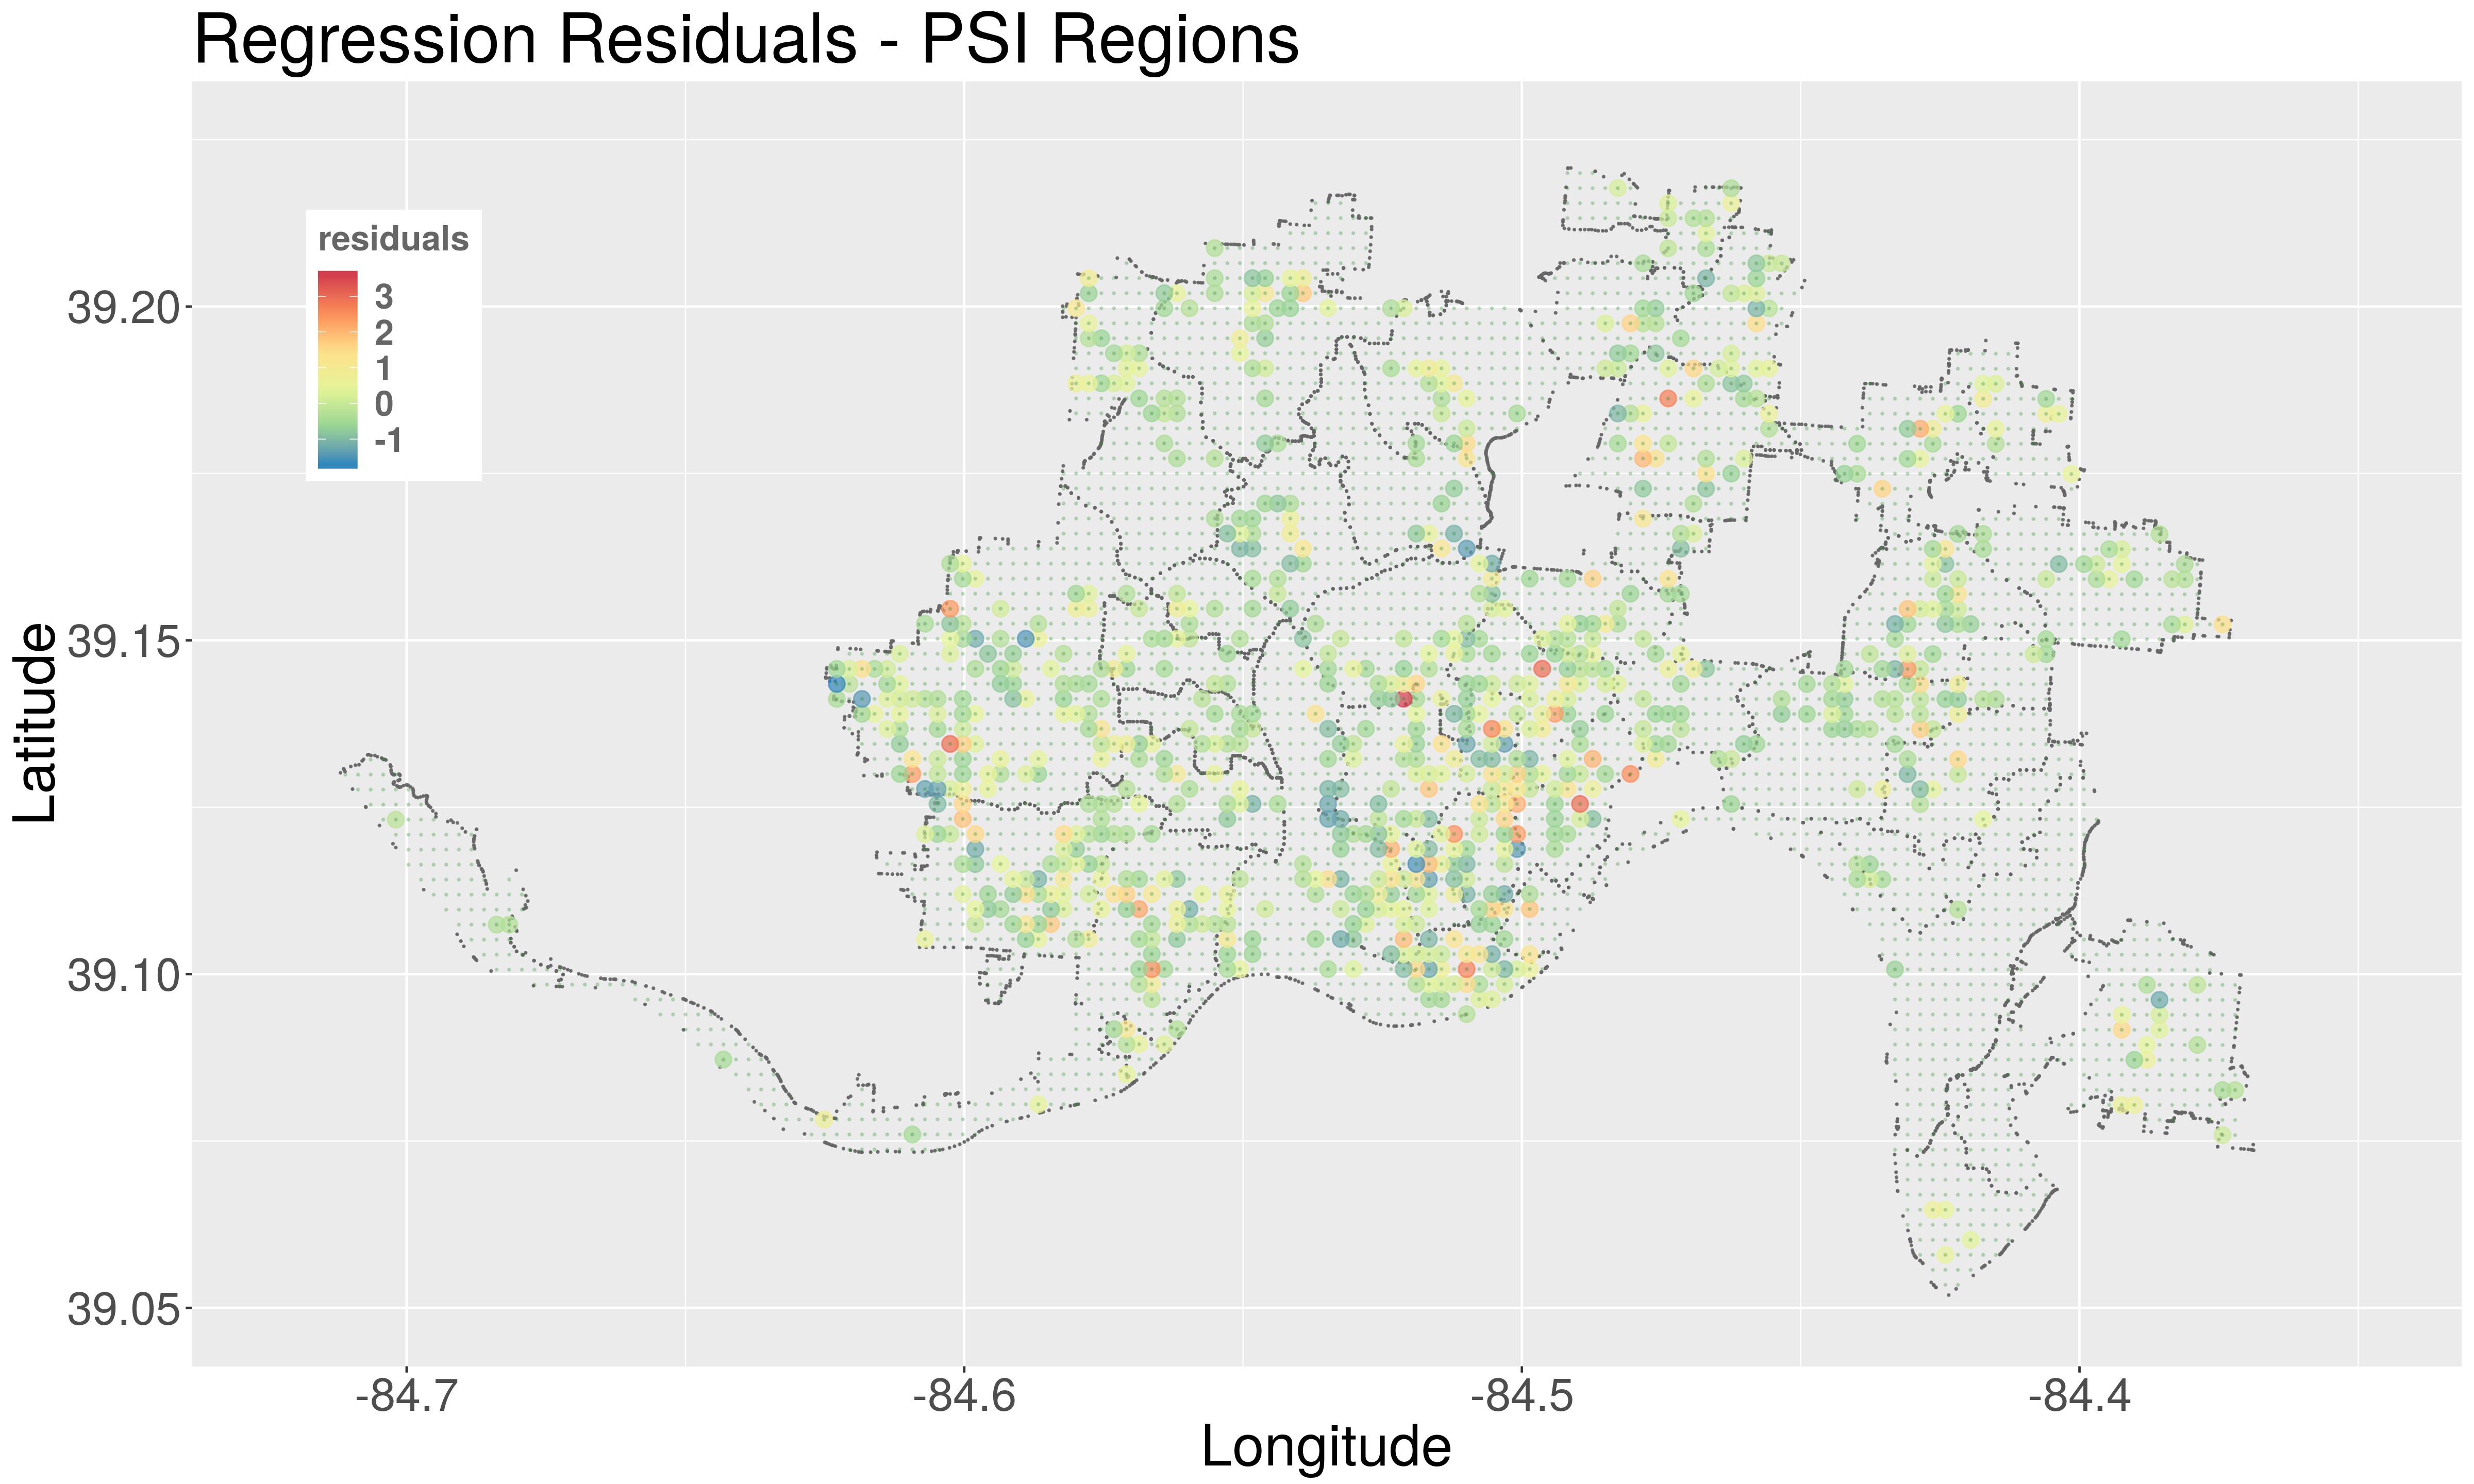 Regression Residuals - PSI Regions
residuals
3
2
1
0
-1
39.20
39.15
39.10
39.05
Latitude
-84.7 -84.6 -84.5 -84.4
Longitude